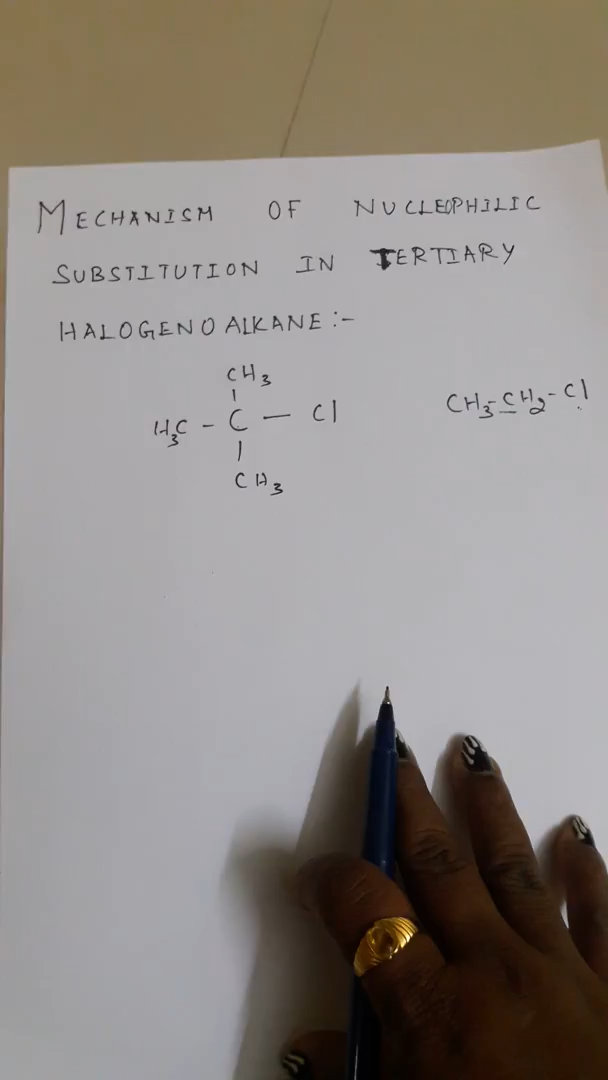 MECHANISM OF NUCLEOPHILIC
SUBSTITUTION IN TERTIARY
HALOGENOALKANE :-
CH3
H3C - C - Cl
CH3
CH3-CH2-Cl